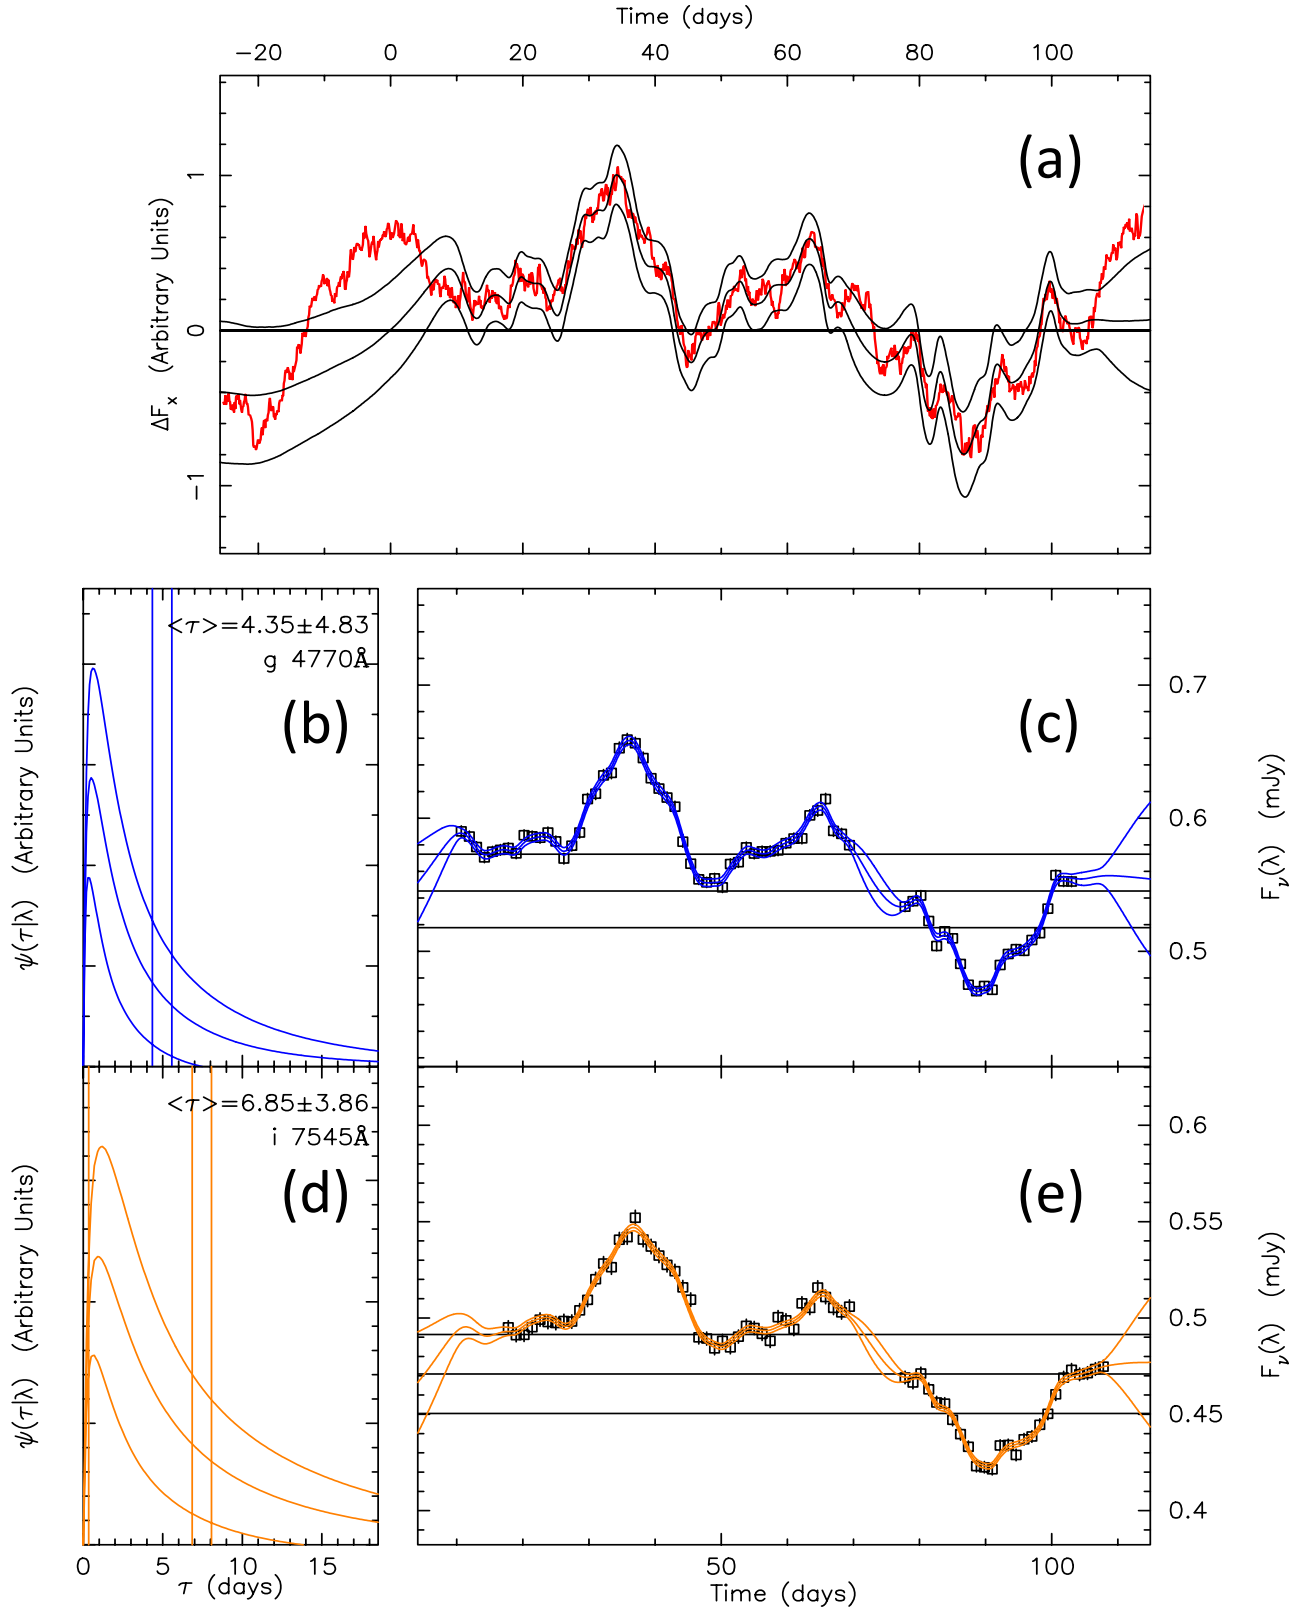 Time (days)
−20 0 20 40 60 80 100
(a)
1
0
−1
ΔFx (Arbitrary Units)
<τ>=4.35±4.83
g 4770Å
(b)
ψ(τ|λ) (Arbitrary Units)
(c)
0.7
0.6
0.5
Fν(λ) (mJy)
<τ>=6.85±3.86
i 7545Å
(d)
ψ(τ|λ) (Arbitrary Units)
(e)
0.6
0.55
0.5
0.45
0.4
Fν(λ) (mJy)
0 5 10 15
τ (days)
50 100
Time (days)